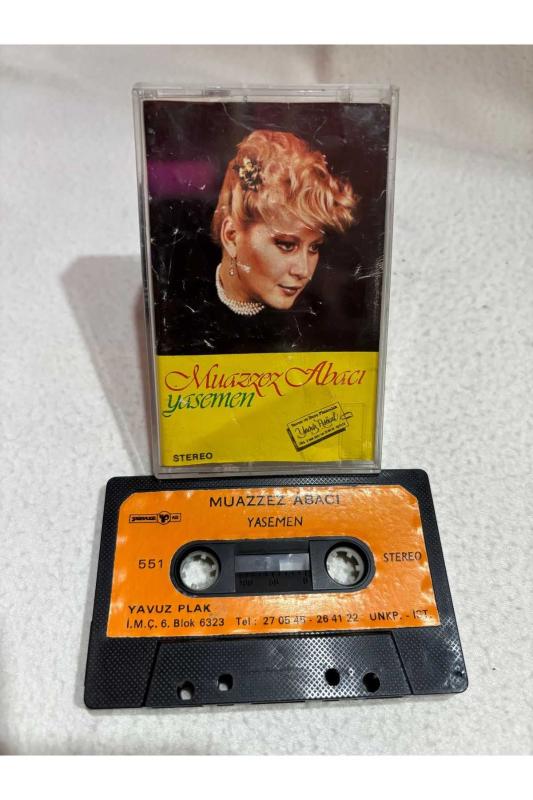 Muazzez Abacı
yasemen
STEREO
MUAZZEZ ABACI
YASEMEN
551
STEREO
YAVUZ PLAK
İ.M.Ç. 6. Blok 6323 Tel: 27 05 45 - 26 41 22 - UNKP. - İST.